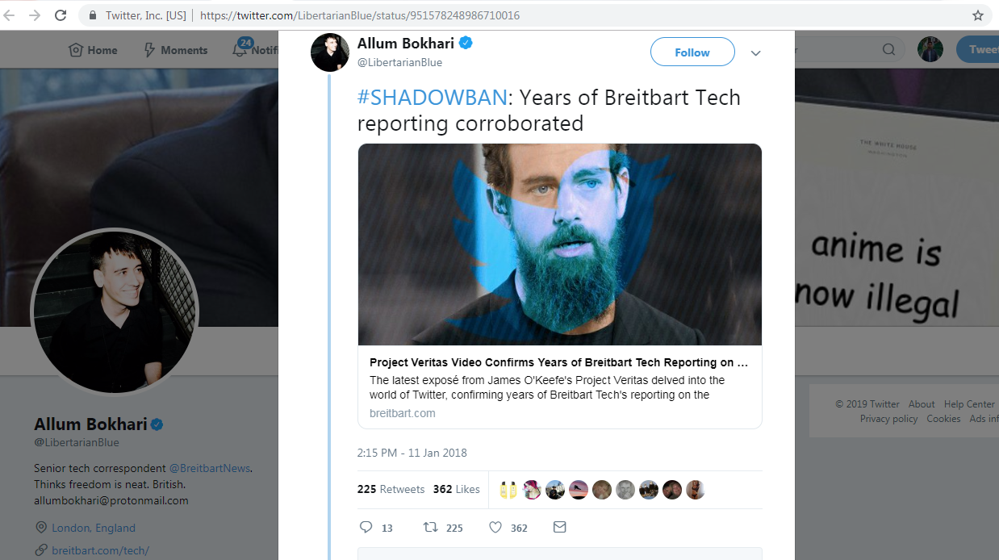 Twitter, Inc. [US] | https://twitter.com/LibertarianBlue/status/951578248986710016
Home
Moments
24
Notifi
Twee
Allum Bokhari
@LibertarianBlue
Follow
#SHADOWBAN: Years of Breitbart Tech
reporting corroborated
Project Veritas Video Confirms Years of Breitbart Tech Reporting on ...
The latest exposé from James O'Keefe's Project Veritas delved into the
world of Twitter, confirming years of Breitbart Tech's reporting on the
breitbart.com
2:15 PM - 11 Jan 2018
225 Retweets 362 Likes
13 225 362
Allum Bokhari
@LibertarianBlue
Senior tech correspondent @BreitbartNews.
Thinks freedom is neat. British.
allumbokhari@protonmail.com
London, England
breitbart.com/tech/
THE WHITE HOUSE
WASHINGTON
anime is
now illegal
© 2019 Twitter About Help Center
Privacy policy Cookies Ads inf